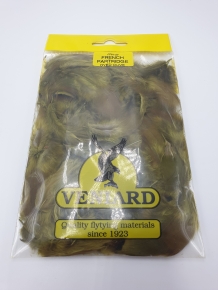 FRENCH
PARTRIDGE
VENIARD
Quality flytying materials
since 1923